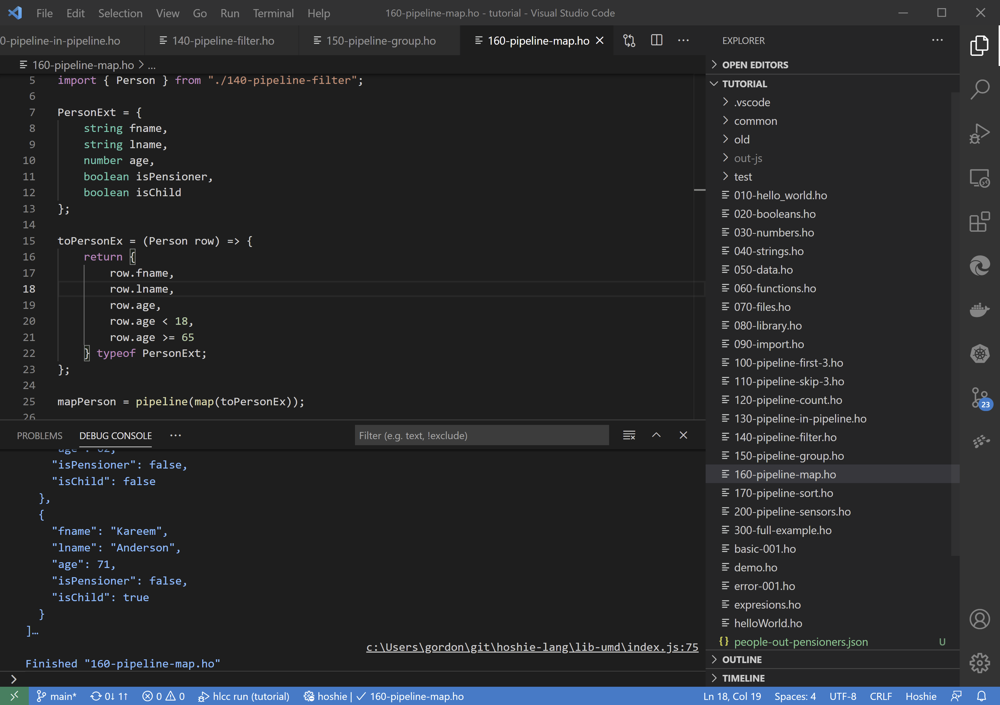 File Edit Selection View Go Run Terminal Help 160-pipeline-map.ho - tutorial - Visual Studio Code
0-pipeline-in-pipeline.ho 140-pipeline-filter.ho 150-pipeline-group.ho 160-pipeline-map.ho
160-pipeline-map.ho > ...
5 import { Person } from "./140-pipeline-filter";
6
7 PersonExt = {
8 string fname,
9 string lname,
10 number age,
11 boolean isPensioner,
12 boolean isChild
13 };
14
15 toPersonEx = (Person row) => {
16 return {
17 row.fname,
18 row.lname,
19 row.age,
20 row.age < 18,
21 row.age >= 65
22 } typeof PersonExt;
23 };
24
25 mapPerson = pipeline(map(toPersonEx));
26
PROBLEMS DEBUG CONSOLE ... Filter (e.g. text, !exclude)
"age": 62,
"isPensioner": false,
"isChild": false
},
{
"fname": "Kareem",
"lname": "Anderson",
"age": 71,
"isPensioner": false,
"isChild": true
}
]…
c:\Users\gordon\git\hoshie-lang\lib-umd\index.js:75
Finished "160-pipeline-map.ho"
>
EXPLORER ...
OPEN EDITORS
TUTORIAL
.vscode
common
old
out-js
test
010-hello_world.ho
020-booleans.ho
030-numbers.ho
040-strings.ho
050-data.ho
060-functions.ho
070-files.ho
080-library.ho
090-import.ho
100-pipeline-first-3.ho
110-pipeline-skip-3.ho
120-pipeline-count.ho
130-pipeline-in-pipeline.ho
140-pipeline-filter.ho
150-pipeline-group.ho
160-pipeline-map.ho
170-pipeline-sort.ho
200-pipeline-sensors.ho
300-full-example.ho
basic-001.ho
demo.ho
error-001.ho
expresions.ho
helloWorld.ho
{} people-out-pensioners.json U
OUTLINE
TIMELINE
23
main* 0↓ 1↑ 0 0 hlcc run (tutorial) hoshie | ✓ 160-pipeline-map.ho Ln 18, Col 19 Spaces: 4 UTF-8 CRLF Hoshie